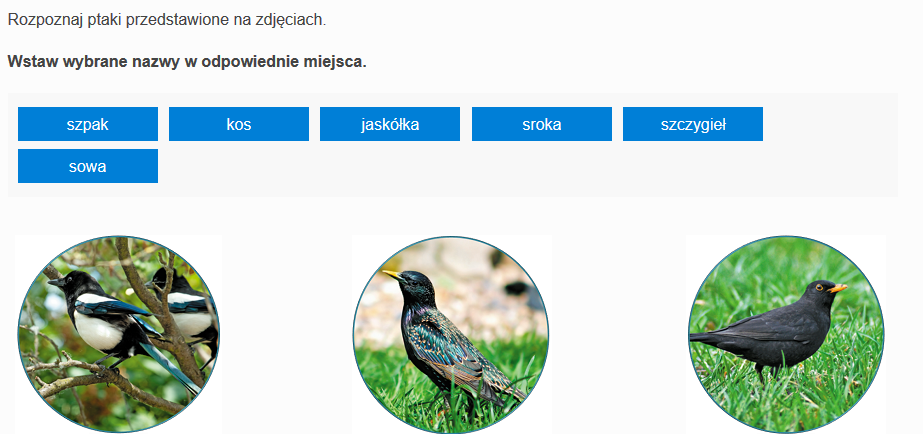 Rozpoznaj ptaki przedstawione na zdjęciach.
Wstaw wybrane nazwy w odpowiednie miejsca.
szpak kos jaskółka sroka szczygieł
sowa